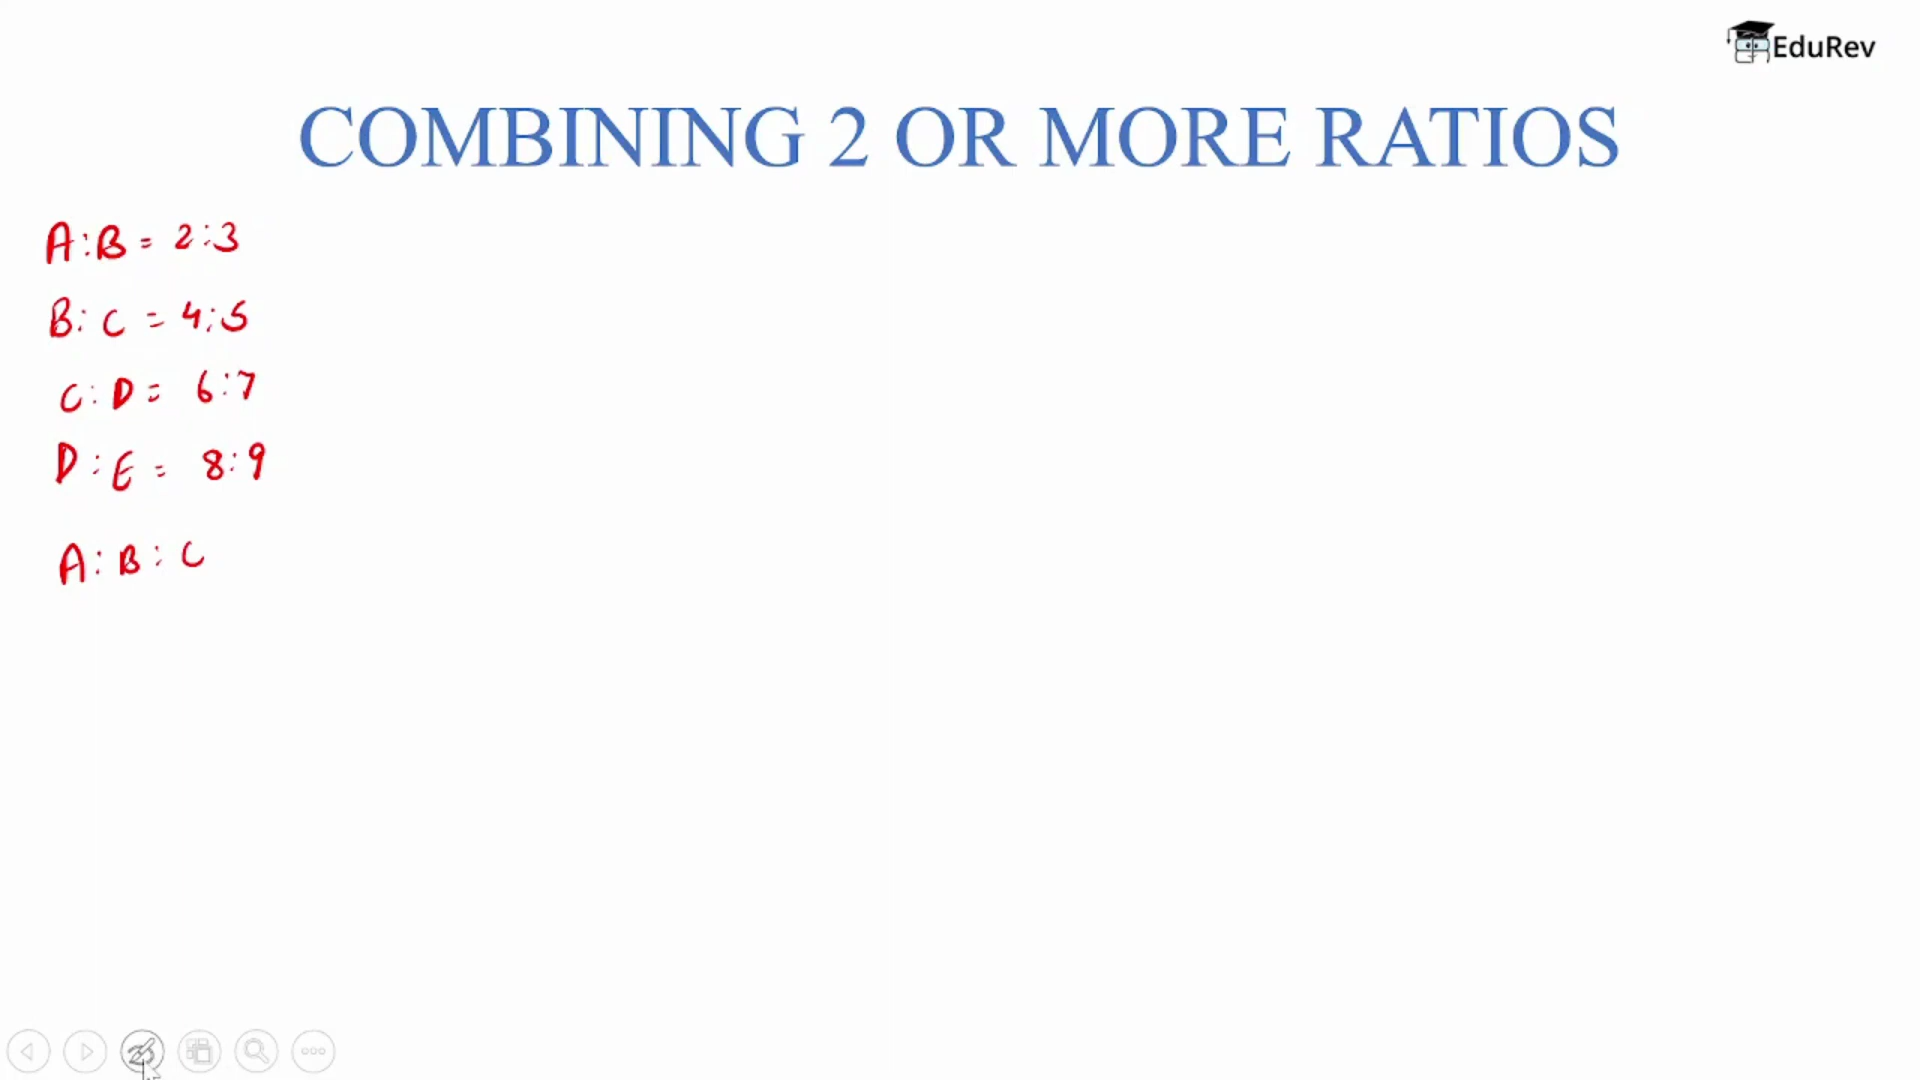 EduRev
COMBINING 2 OR MORE RATIOS
A:B = 2:3
B:C = 4:5
C:D = 6:7
D:E = 8:9
A:B:C